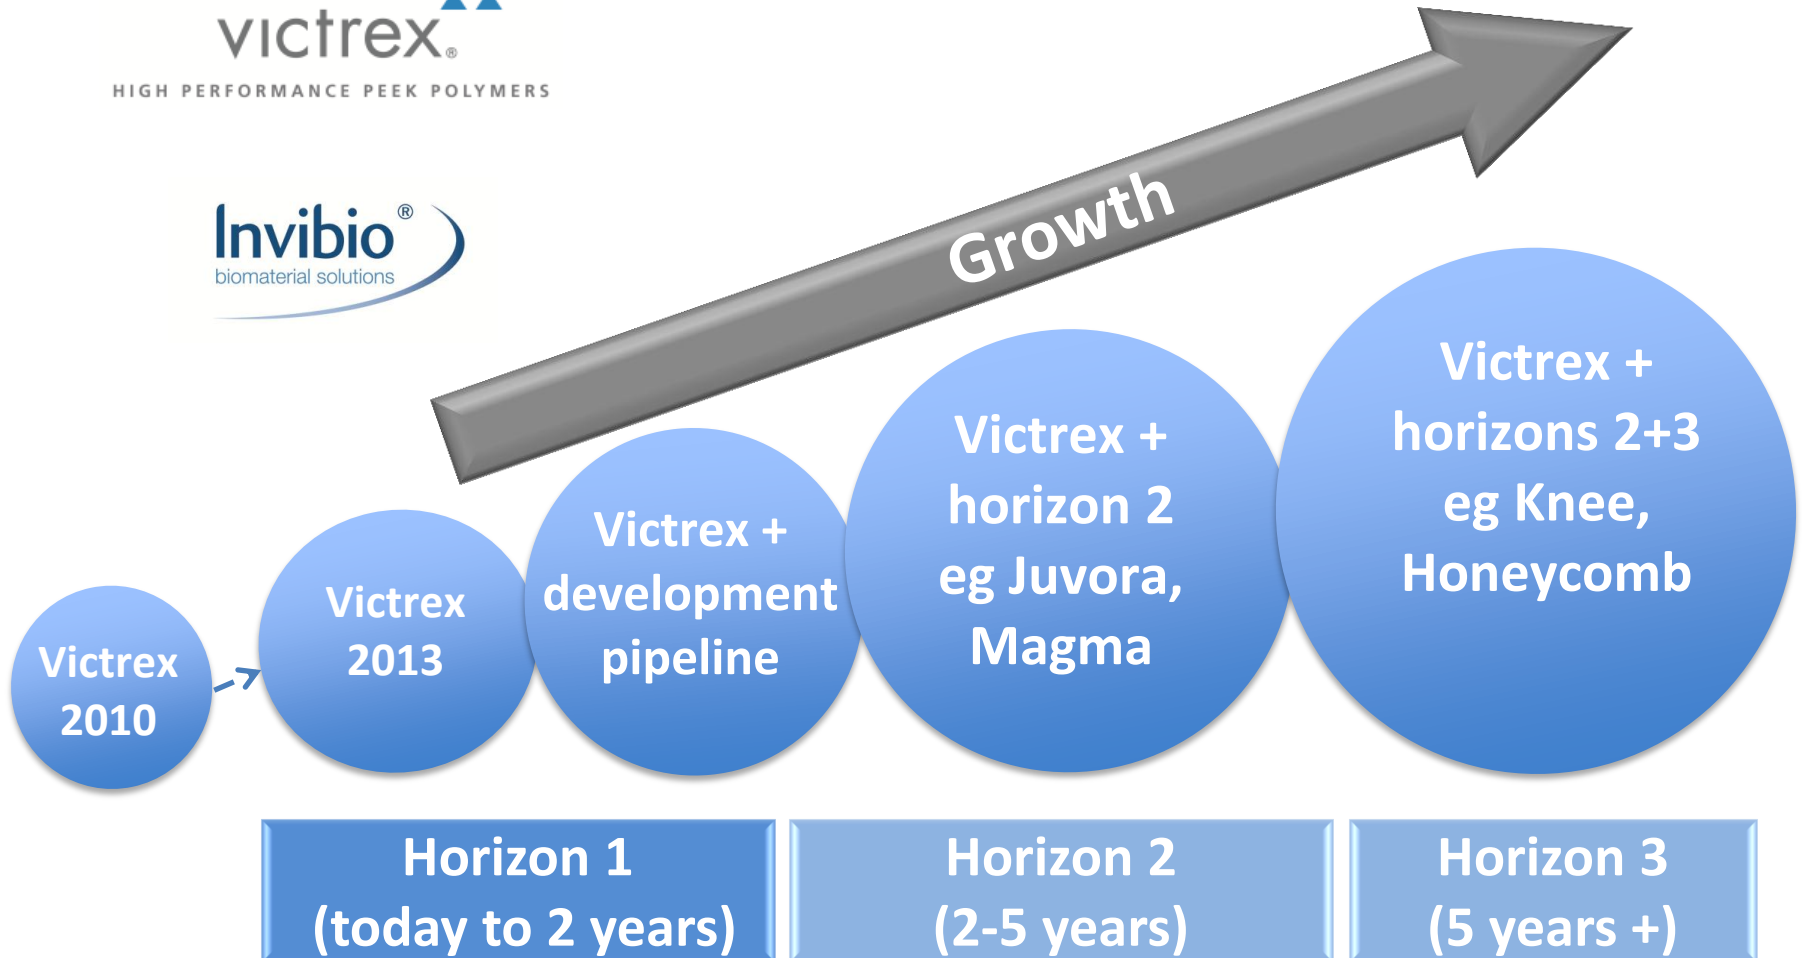 victrex®
HIGH PERFORMANCE PEEK POLYMERS
Invibio®
biomaterial solutions
Growth
Victrex
2010
Victrex
2013
Victrex +
development
pipeline
Victrex +
horizon 2
eg Juvora,
Magma
Victrex +
horizons 2+3
eg Knee,
Honeycomb
Horizon 1
(today to 2 years)
Horizon 2
(2-5 years)
Horizon 3
(5 years +)